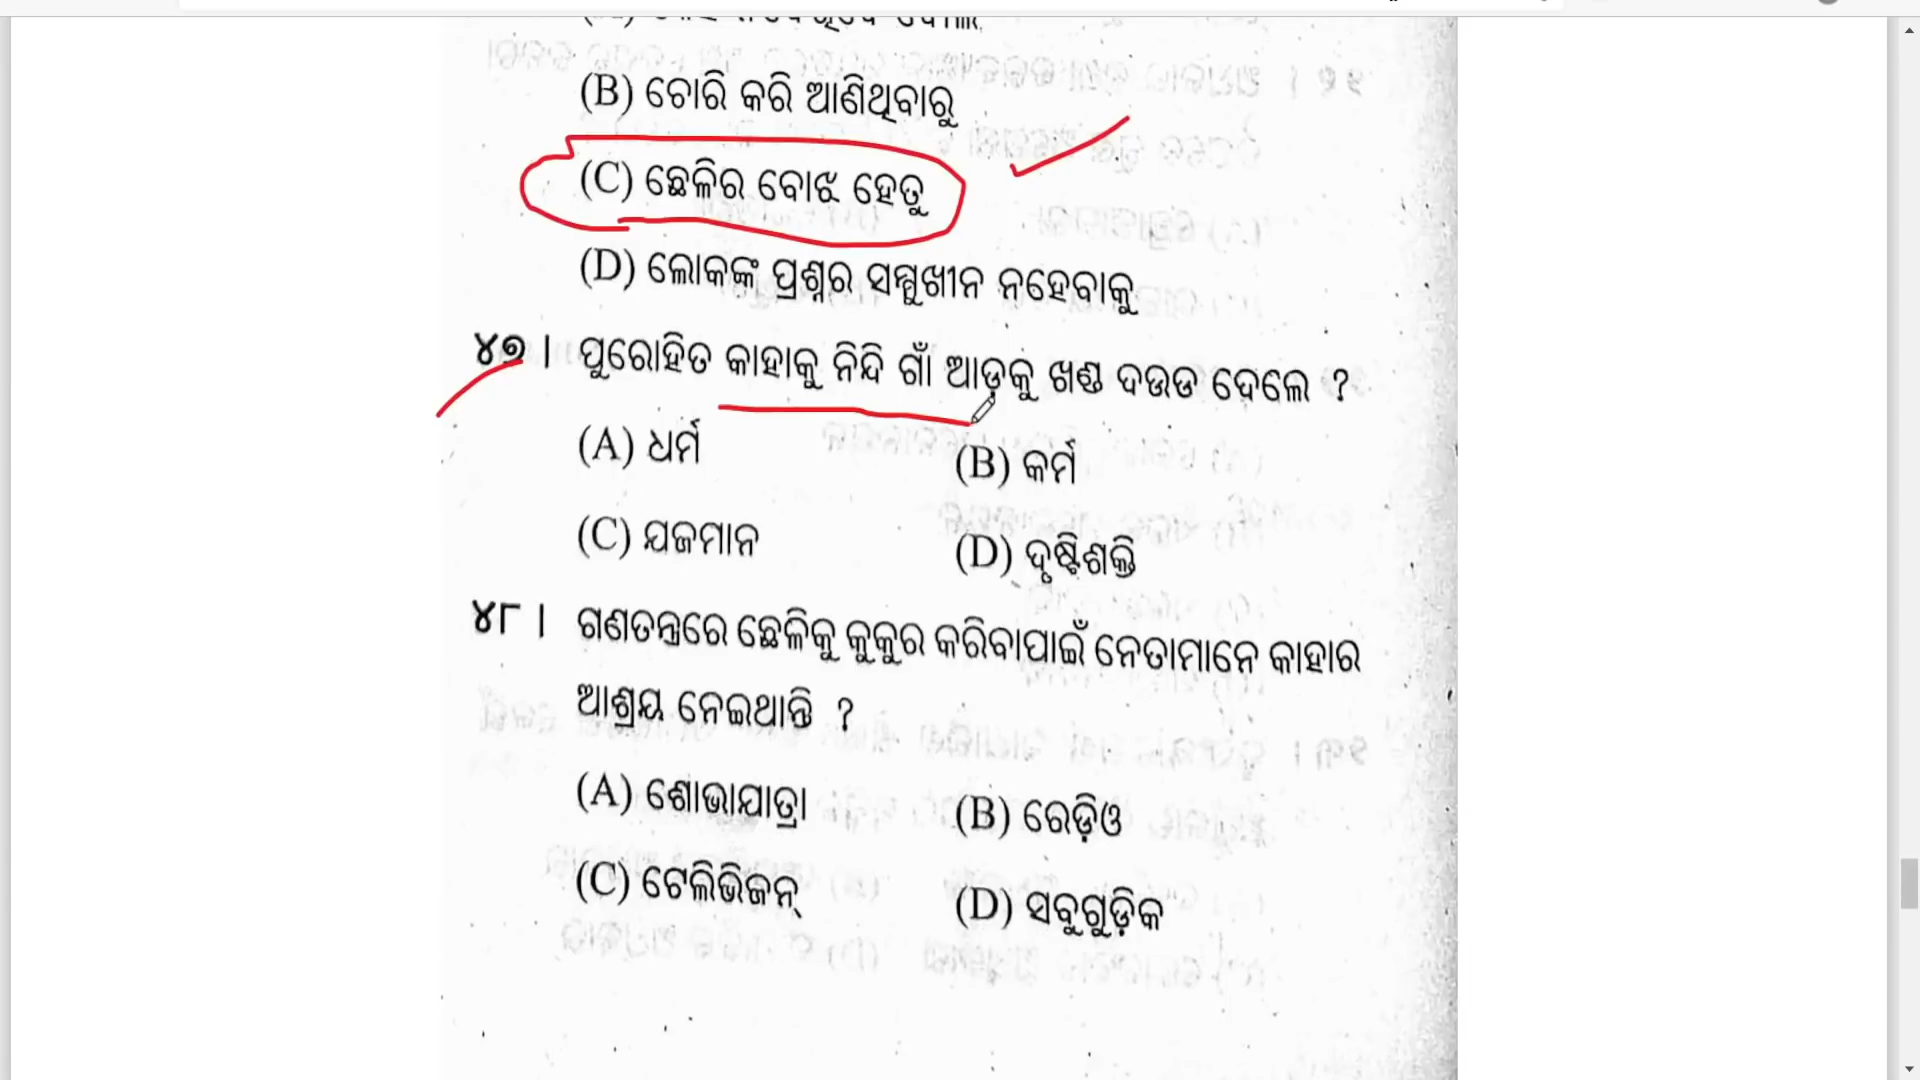 (B) ଚୋରି କରି ଆଣିଥିବାରୁ
(C) ଛେଳିର ବୋଝ ହେତୁ
(D) ଲୋକଙ୍କ ପ୍ରଶ୍ନର ସମ୍ମୁଖୀନ ନହେବାକୁ
୪୭। ପୁରୋହିତ କାହାକୁ ନିନ୍ଦି ଗାଁ ଆଡ଼କୁ ଖଣ୍ଡ ଦଉଡ ଦେଲେ ?
(A) ଧର୍ମ (B) କର୍ମ
(C) ଯଜମାନ (D) ଦୃଷ୍ଟିଶକ୍ତି
୪୮। ଗଣତନ୍ତ୍ରରେ ଛେଳିକୁ କୁକୁର କରିବାପାଇଁ ନେତାମାନେ କାହାର
ଆଶ୍ରୟ ନେଇଥାନ୍ତି ?
(A) ଶୋଭାଯାତ୍ରା (B) ରେଡ଼ିଓ
(C) ଟେଲିଭିଜନ୍ (D) ସବୁଗୁଡ଼ିକ